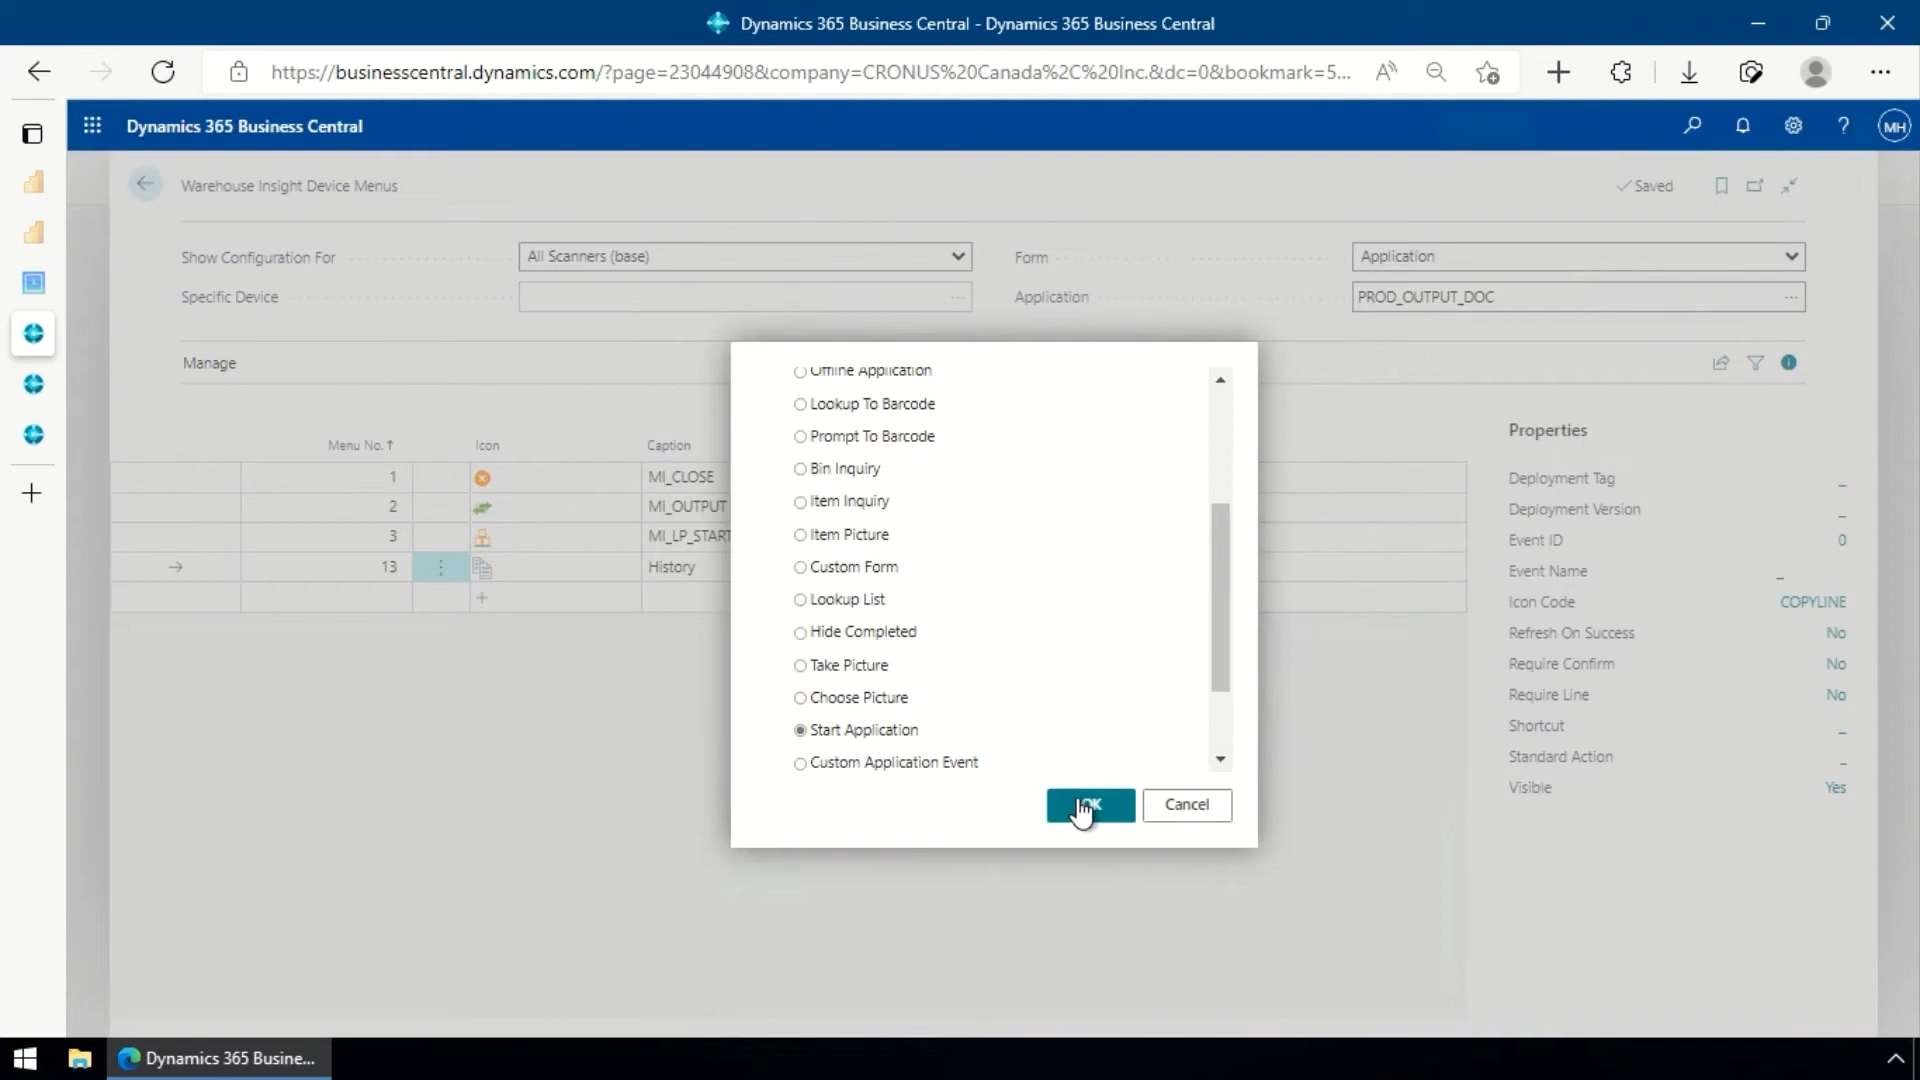 Dynamics 365 Business Central - Dynamics 365 Business Central
https://businesscentral.dynamics.com/?page=23044908&company=CRONUS%20Canada%2C%20Inc.&dc=0&bookmark=5...
Dynamics 365 Business Central
MH
Warehouse Insight Device Menus
Saved
Show Configuration For
All Scanners (base)
Form
Application
Specific Device
Application
PROD_OUTPUT_DOC
Manage
Offline Application
Lookup To Barcode
Prompt To Barcode
Bin Inquiry
Item Inquiry
Item Picture
Custom Form
Lookup List
Hide Completed
Take Picture
Choose Picture
Start Application
Custom Application Event
OK
Cancel
Menu No. ↑
Icon
Caption
1
MI_CLOSE
2
MI_OUTPUT
3
MI_LP_START
13
History
Properties
Deployment Tag _
Deployment Version _
Event ID 0
Event Name _
Icon Code COPYLINE
Refresh On Success No
Require Confirm No
Require Line No
Shortcut _
Standard Action _
Visible Yes
Dynamics 365 Busine...